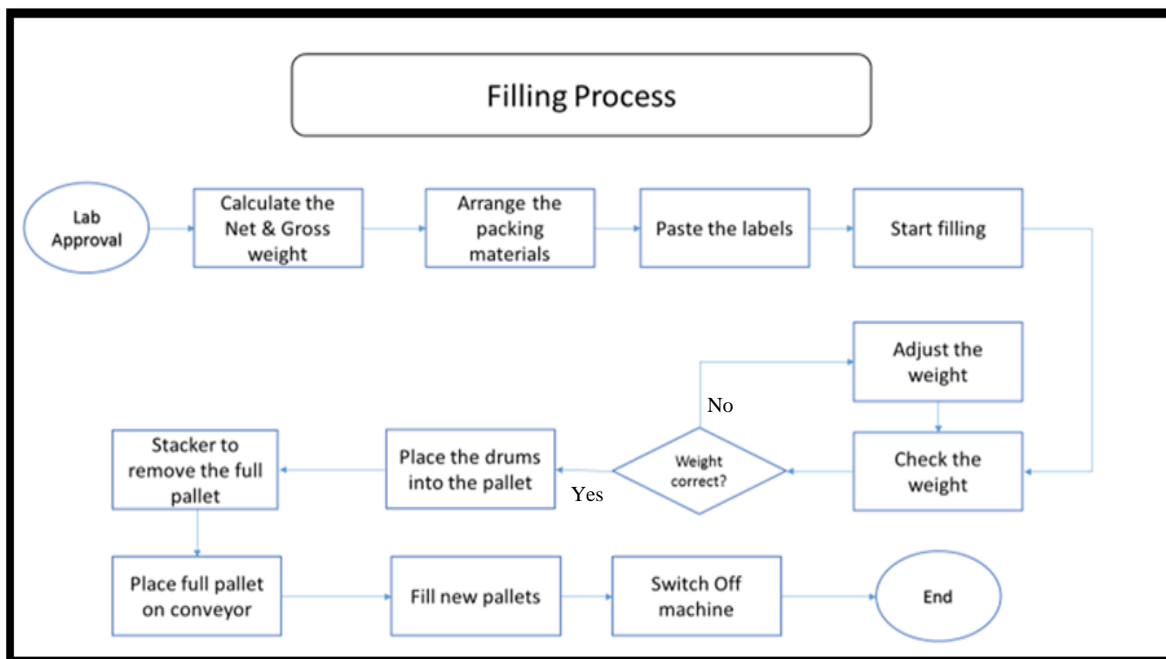 Filling Process
Lab
Approval
Calculate the
Net & Gross
weight
Arrange the
packing
materials
Paste the labels
Start filling
Adjust the
weight
No
Check the
weight
Weight
correct?
Yes
Place the drums
into the pallet
Stacker to
remove the full
pallet
Place full pallet
on conveyor
Fill new pallets
Switch Off
machine
End